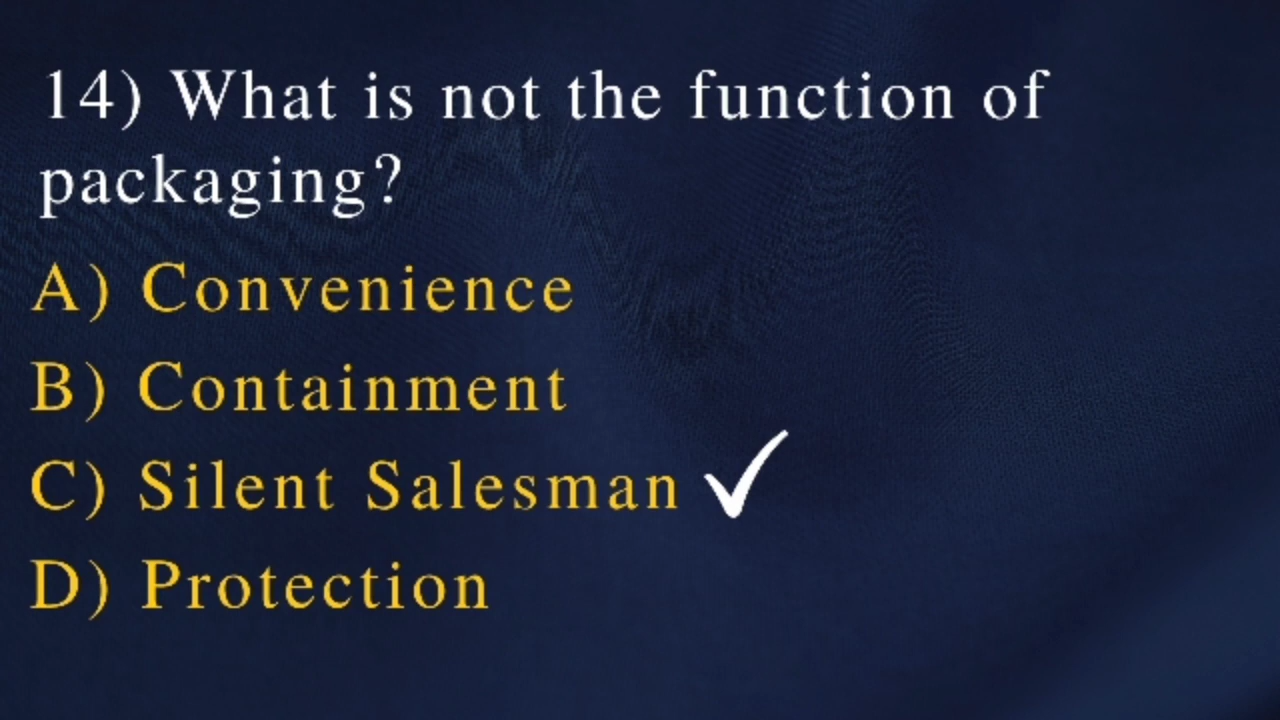 14) What is not the function of
packaging?
A) Convenience
B) Containment
C) Silent Salesman ✓
D) Protection